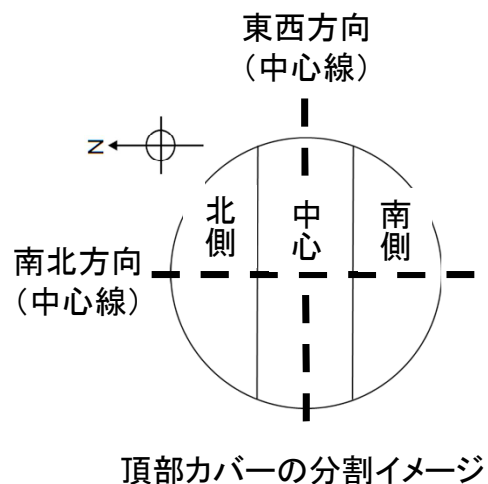 東西方向
（中心線）
N
北側
中心
南側
南北方向
（中心線）
頂部カバーの分割イメージ